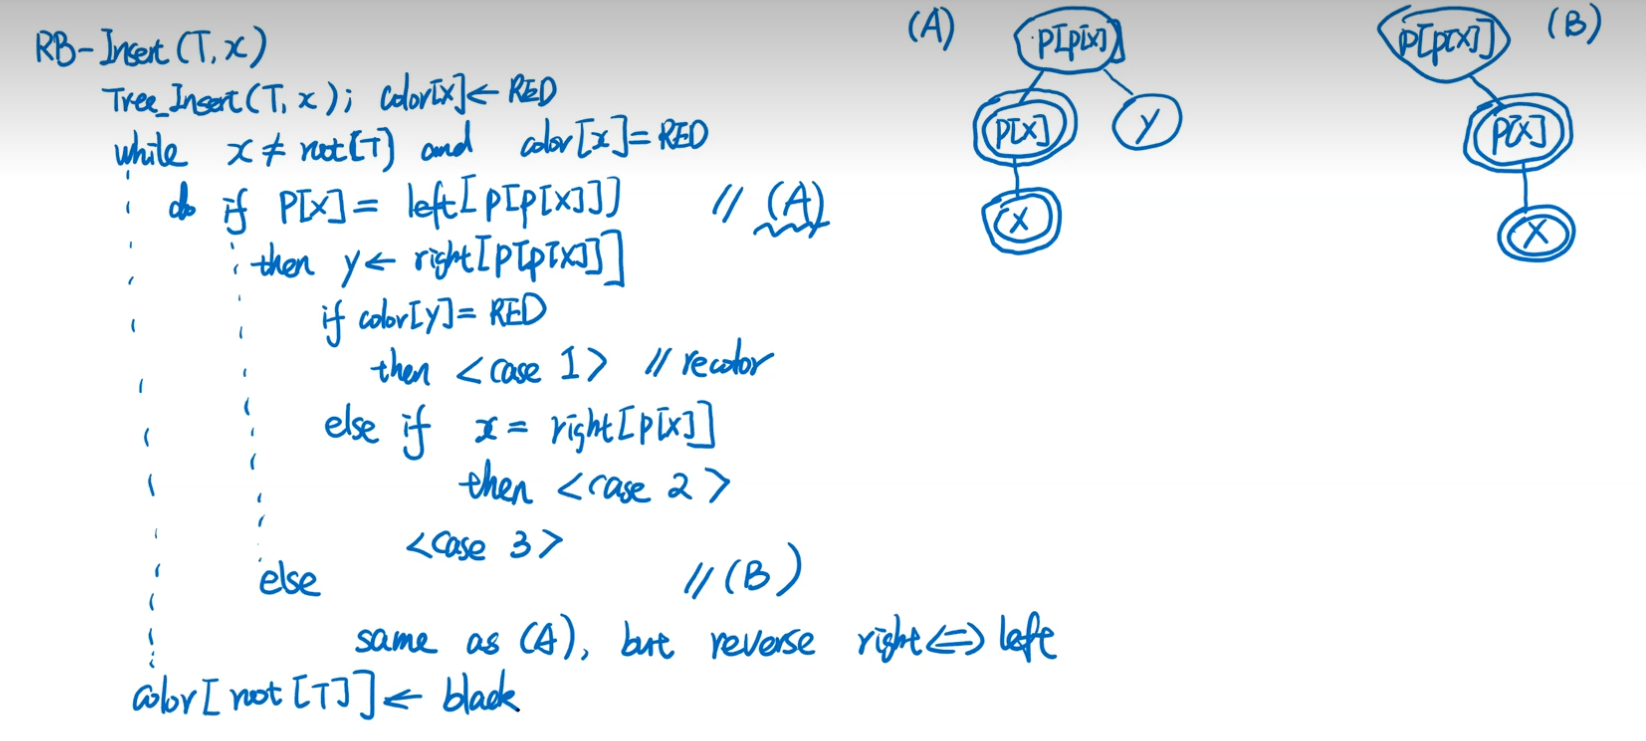 RB-Insert(T, x)
Tree_Insert(T, x); color[x] ← RED
while x ≠ root[T] and color[x] = RED
do if P[x] = left[P[P[x]]] // (A)
then y ← right[P[P[x]]]
if color[y] = RED
then <case 1> // recolor
else if x = right[P[x]]
then <case 2>
<case 3>
else // (B)
same as (A), but reverse right ⇔ left
color[root[T]] ← black
(A)
P[P[x]]
P[x]
y
x
(B)
P[P[x]]
P[x]
x